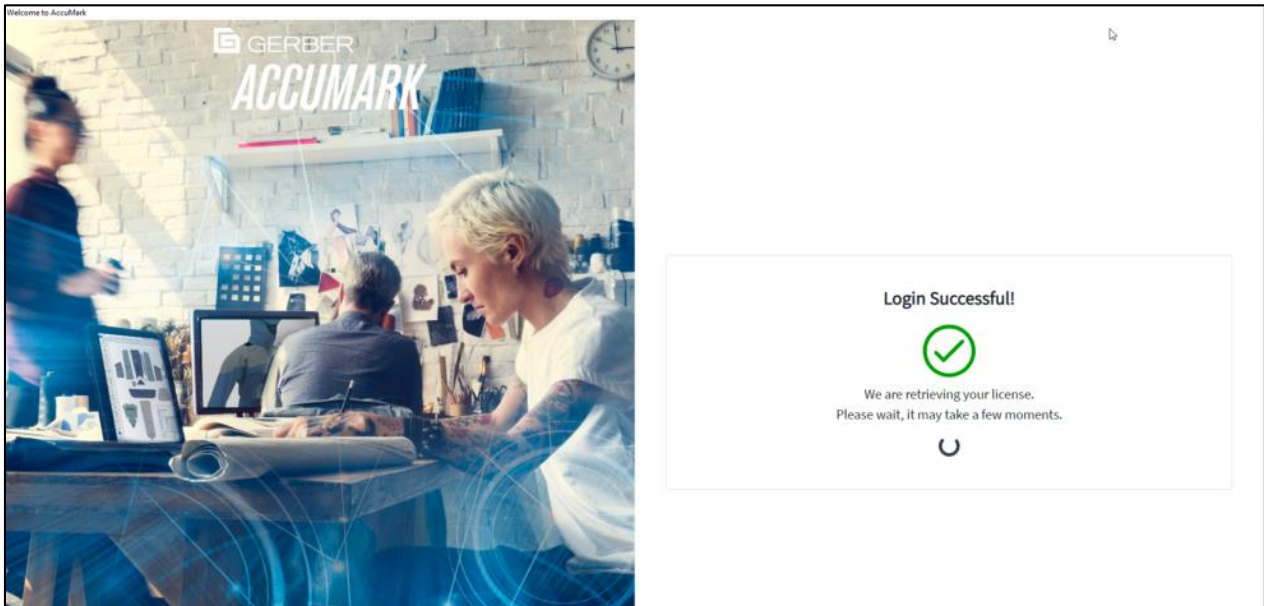 Welcome to AccuMark
GERBER
ACCUMARK
Login Successful!
We are retrieving your license.
Please wait, it may take a few moments.